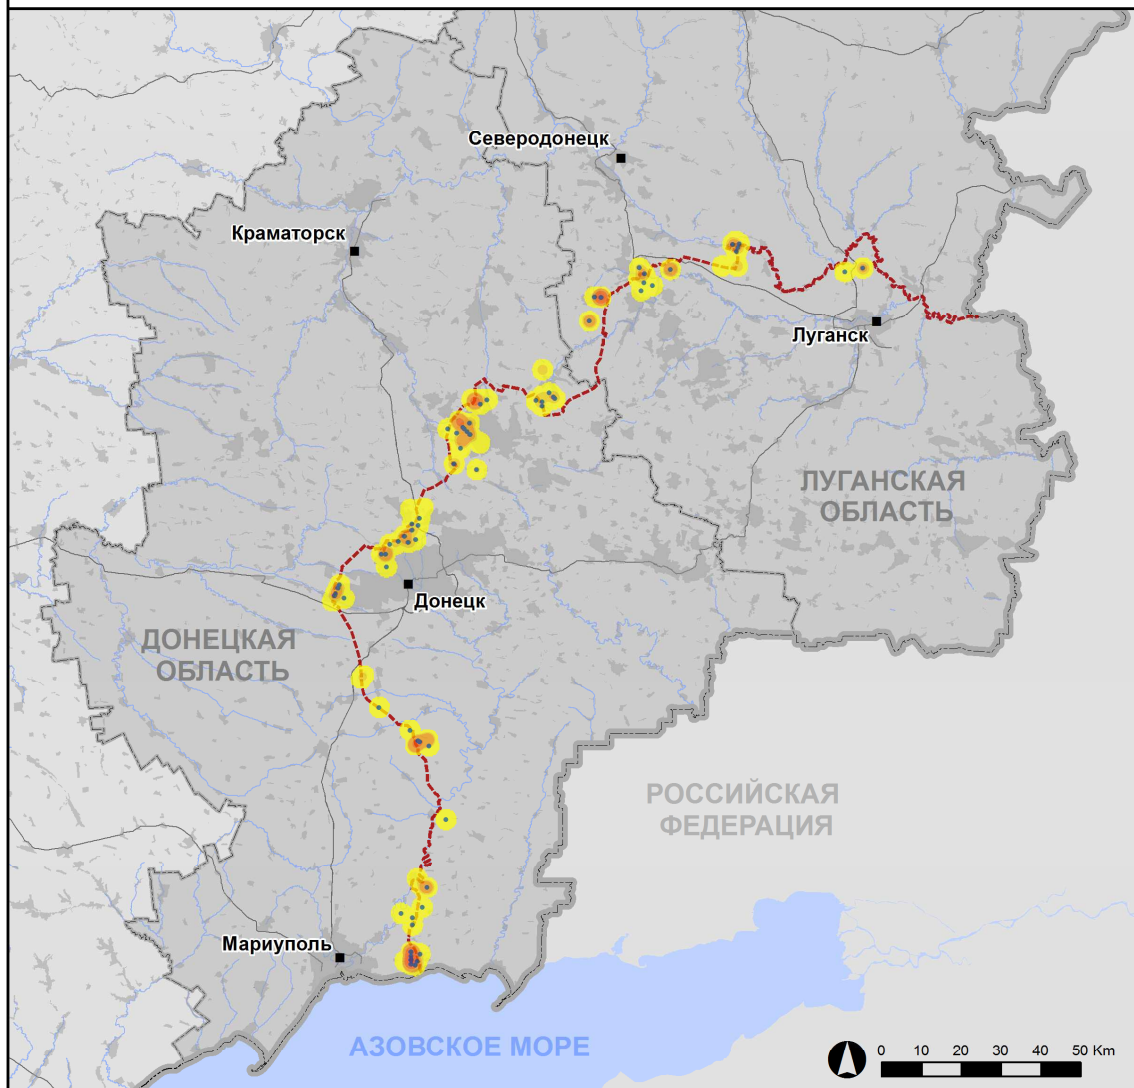 Северодонецк
Краматорск
Луганск
ЛУГАНСКАЯ
ОБЛАСТЬ
Донецк
ДОНЕЦКАЯ
ОБЛАСТЬ
РОССИЙСКАЯ
ФЕДЕРАЦИЯ
Мариуполь
АЗОВСКОЕ МОРЕ
0 10 20 30 40 50 Km